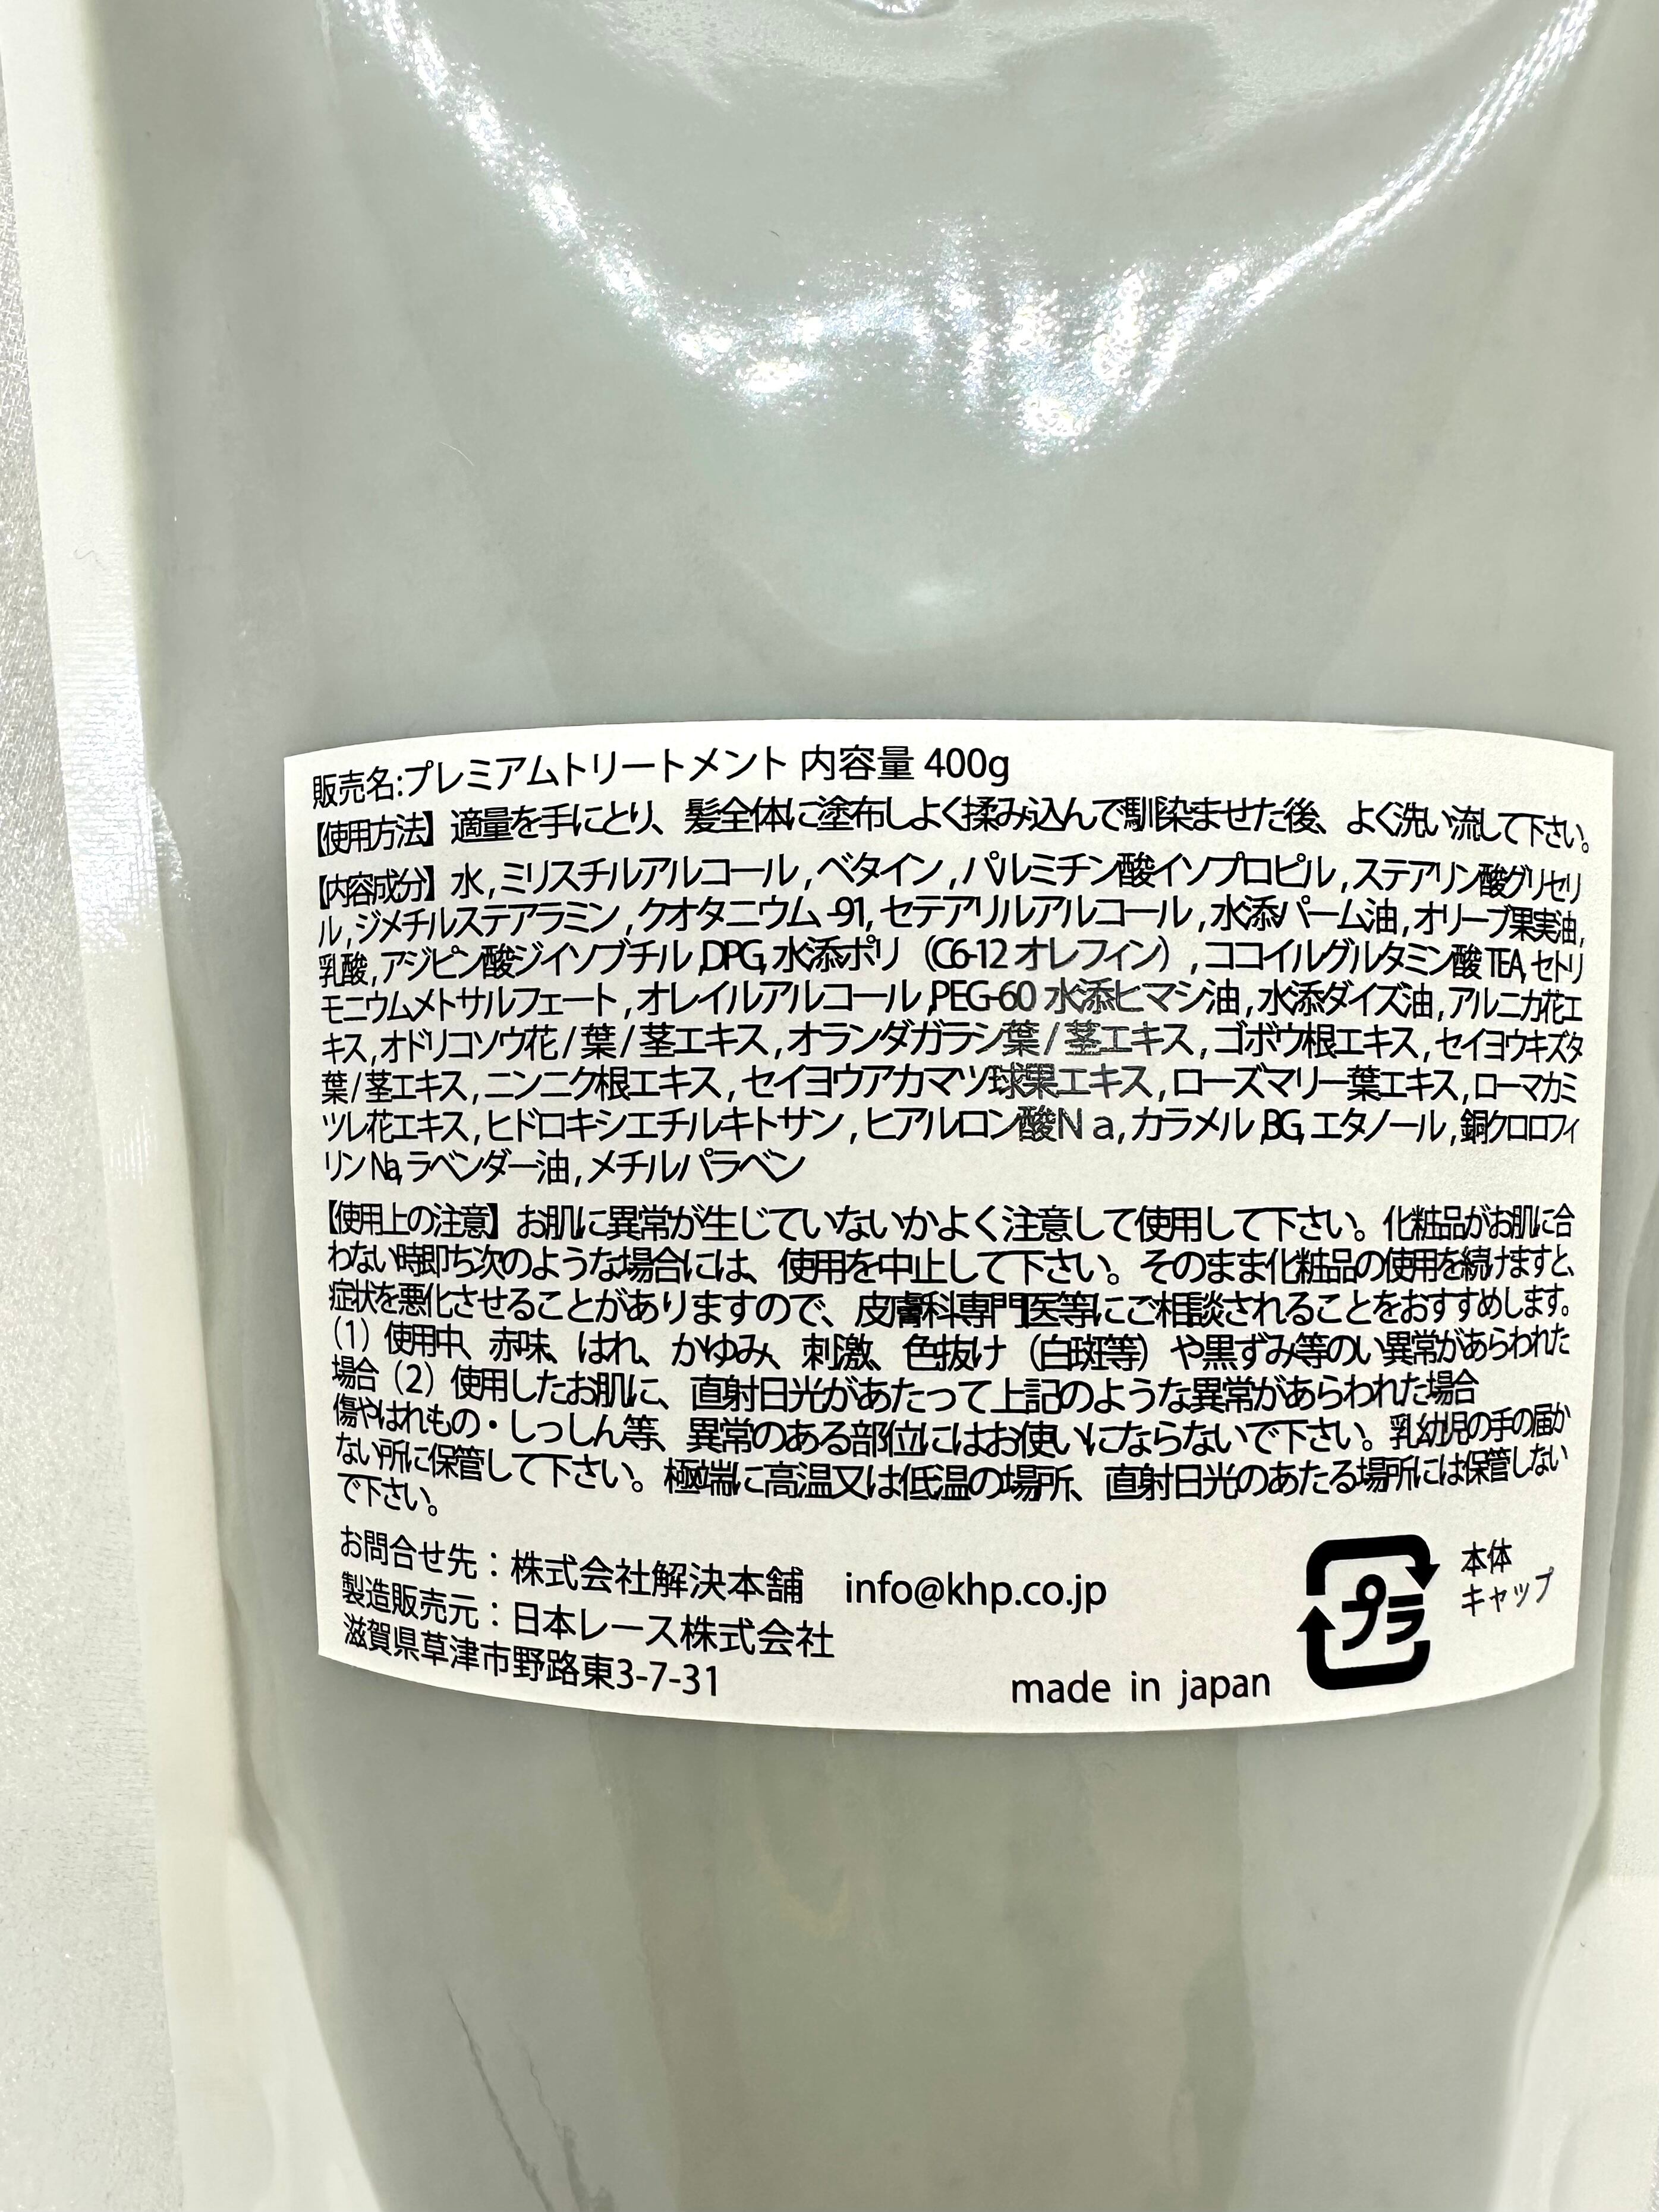 販売名:プレミアムトリートメント 内容量 400g
【使用方法】適量を手にとり、髪全体に塗布しよく揉み込んで馴染ませた後、よく洗い流して下さい。
【内容成分】水,ミリスチルアルコール,ベタイン,パルミチン酸イソプロピル,ステアリン酸グリセリ
ル,ジメチルステアラミン,クオタニウム-91,セテアリルアルコール,水添パーム油,オリーブ果実油,
乳酸,アジピン酸ジイソブチル,DPG,水添ポリ（C6-12オレフィン）,ココイルグルタミン酸TEA,セトリ
モニウムメトサルフェート,オレイルアルコール,PEG-60水添ヒマシ油,水添ダイズ油,アルニカ花エ
キス,オドリコソウ花/葉/茎エキス,オランダガラシ葉/茎エキス,ゴボウ根エキス,セイヨウキズタ
葉/茎エキス,ニンニク根エキス,セイヨウアカマツ球果エキス,ローズマリー葉エキス,ローマカミ
ツレ花エキス,ヒドロキシエチルキトサン,ヒアルロン酸Ｎａ,カラメル,BG,エタノール,銅クロロフィ
リンNa,ラベンダー油,メチルパラベン
【使用上の注意】お肌に異常が生じていないかよく注意して使用して下さい。化粧品がお肌に合
わない時即ち次のような場合には、使用を中止して下さい。そのまま化粧品の使用を続けますと、
症状を悪化させることがありますので、皮膚科専門医等にご相談されることをおすすめします。
（1）使用中、赤味、はれ、かゆみ、刺激、色抜け（白斑等）や黒ずみ等のい異常があらわれた
場合（2）使用したお肌に、直射日光があたって上記のような異常があらわれた場合
傷やはれもの・しっしん等、異常のある部位にはお使いにならないで下さい。乳幼児の手の届か
ない所に保管して下さい。極端に高温又は低温の場所、直射日光のあたる場所には保管しない
で下さい。
お問合せ先：株式会社解決本舗　info@khp.co.jp
製造販売元：日本レース株式会社
滋賀県草津市野路東3-7-31
made in japan
プラ
本体
キャップ